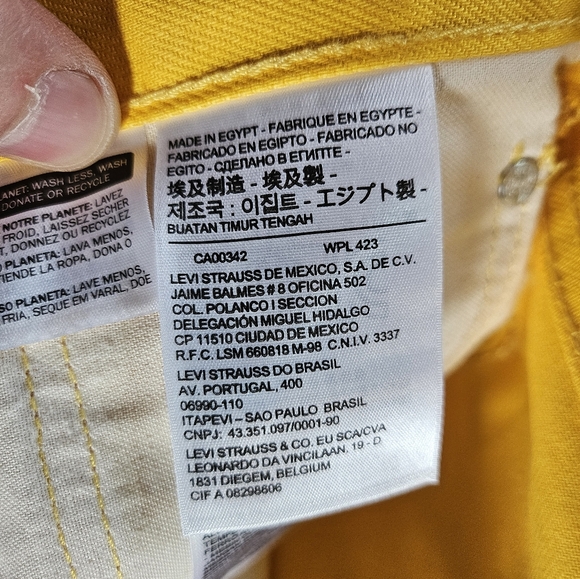 LANET: WASH LESS, WASH
DONATE OR RECYCLE
NOTRE PLANETE: LAVEZ
FROID, LAISSEZ SECHER
T, DONNEZ OU RECYCLEZ
PLANETA: LAVA MENOS,
TIENDE LA ROPA, DONA O
SO PLANETA: LAVE MENOS,
FRIA, SEQUE EM VARAL, DOE
MADE IN EGYPT - FABRIQUE EN EGYPTE -
FABRICADO EN EGIPTO - FABRICADO NO
EGITO - СДЕЛАНО В ЕГИПТЕ -
埃及制造 - 埃及製 -
제조국 : 이집트 - エジプト製 -
BUATAN TIMUR TENGAH
CA00342 WPL 423
LEVI STRAUSS DE MEXICO, S.A. DE C.V.
JAIME BALMES # 8 OFICINA 502
COL. POLANCO I SECCION
DELEGACIÓN MIGUEL HIDALGO
CP 11510 CIUDAD DE MEXICO
R.F.C. LSM 660818 M-98 C.N.I.V. 3337
LEVI STRAUSS DO BRASIL
AV. PORTUGAL, 400
06990-110
ITAPEVI – SAO PAULO BRASIL
CNPJ: 43.351.097/0001-90
LEVI STRAUSS & CO. EU SCA/CVA
LEONARDO DA VINCILAAN. 19 - D
1831 DIEGEM, BELGIUM
CIF A 08298606